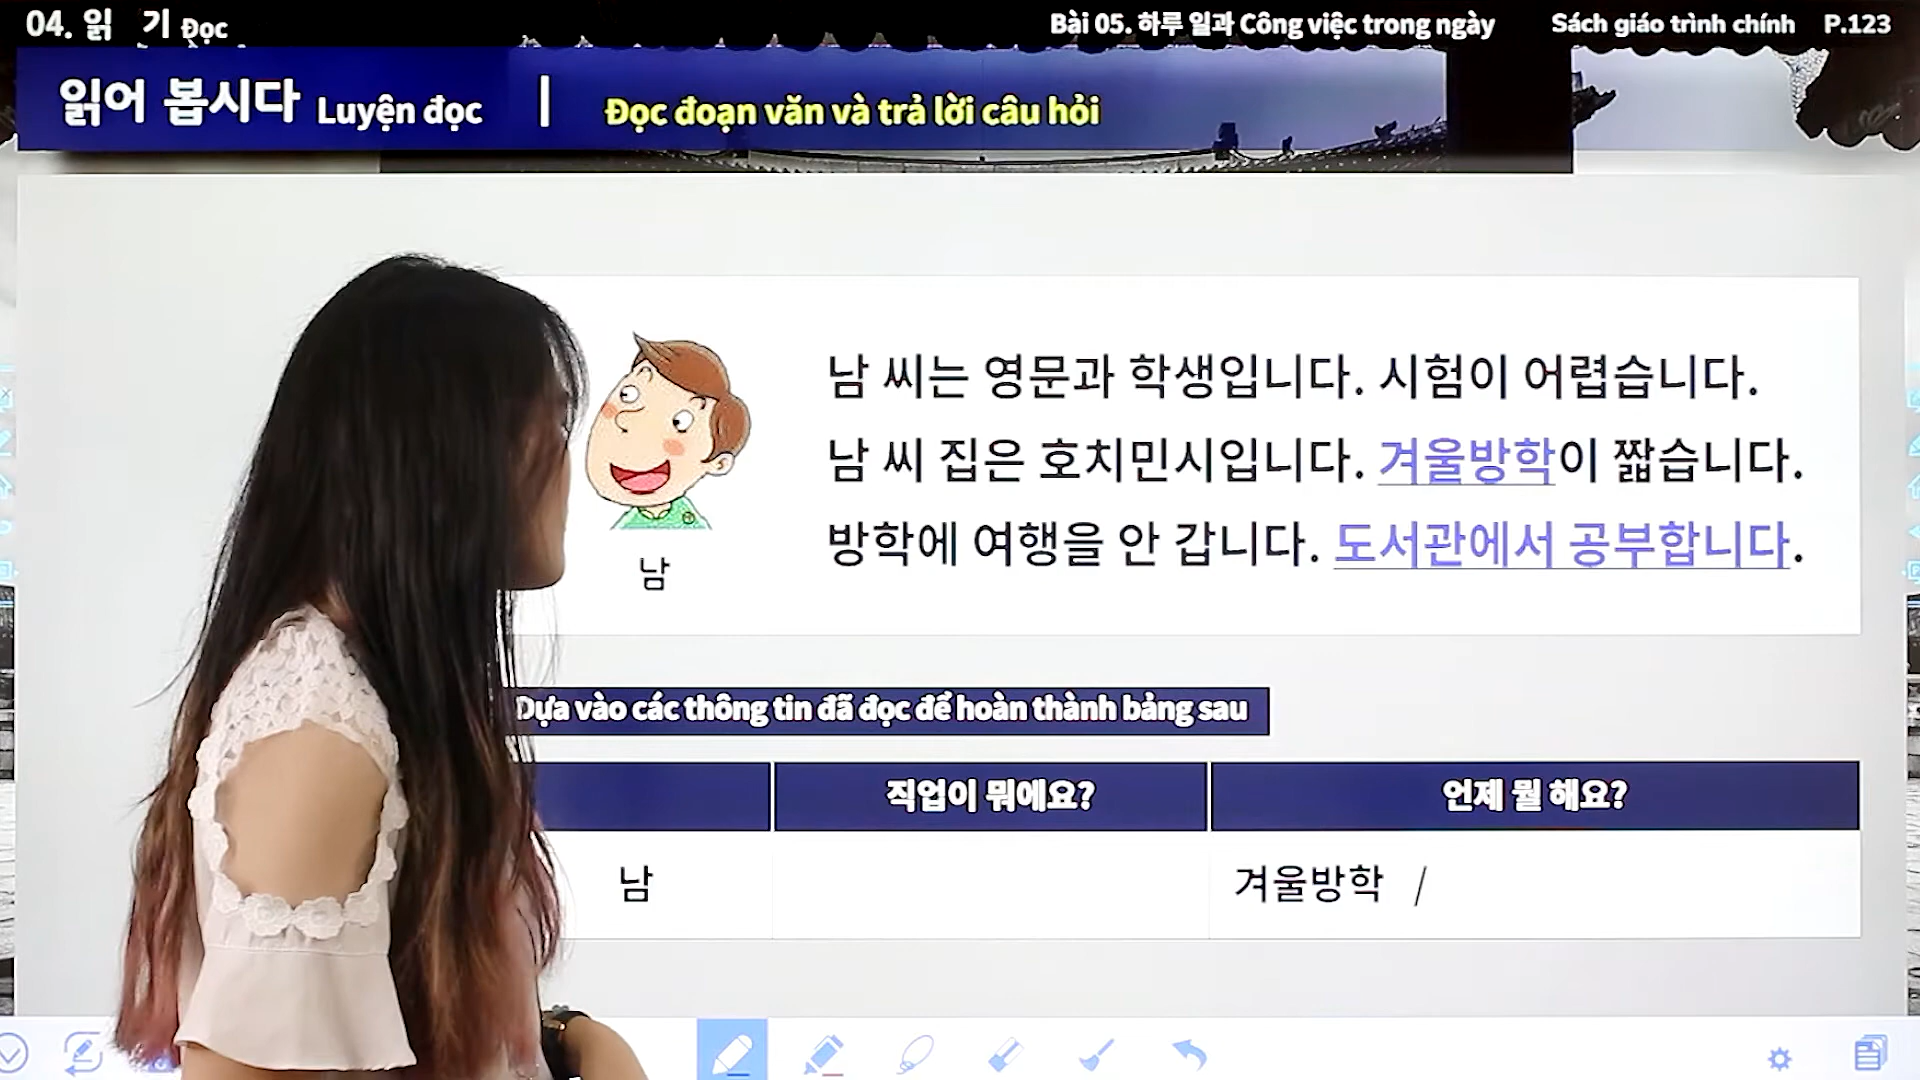 04. 읽 기 Đọc
Bài 05. 하루 일과 Công việc trong ngày Sách giáo trình chính P.123
읽어 봅시다 Luyện đọc | Đọc đoạn văn và trả lời câu hỏi
남 씨는 영문과 학생입니다. 시험이 어렵습니다.
남 씨 집은 호치민시입니다. 겨울방학이 짧습니다.
방학에 여행을 안 갑니다. 도서관에서 공부합니다.
남
Dựa vào các thông tin đã đọc để hoàn thành bảng sau
직업이 뭐예요? 언제 뭘 해요?
남 겨울방학 /